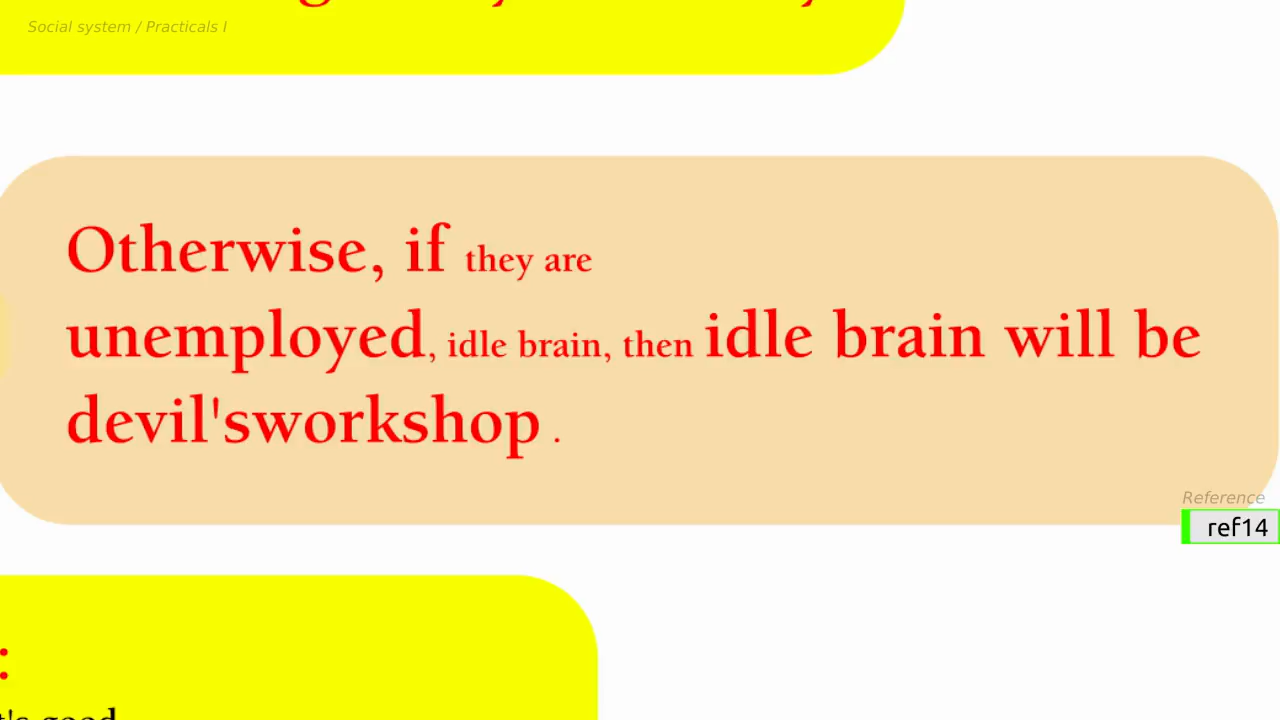 Social system / Practicals I
Otherwise, if they are
unemployed, idle brain, then idle brain will be
devil'sworkshop .
Reference
ref14
:
t's good